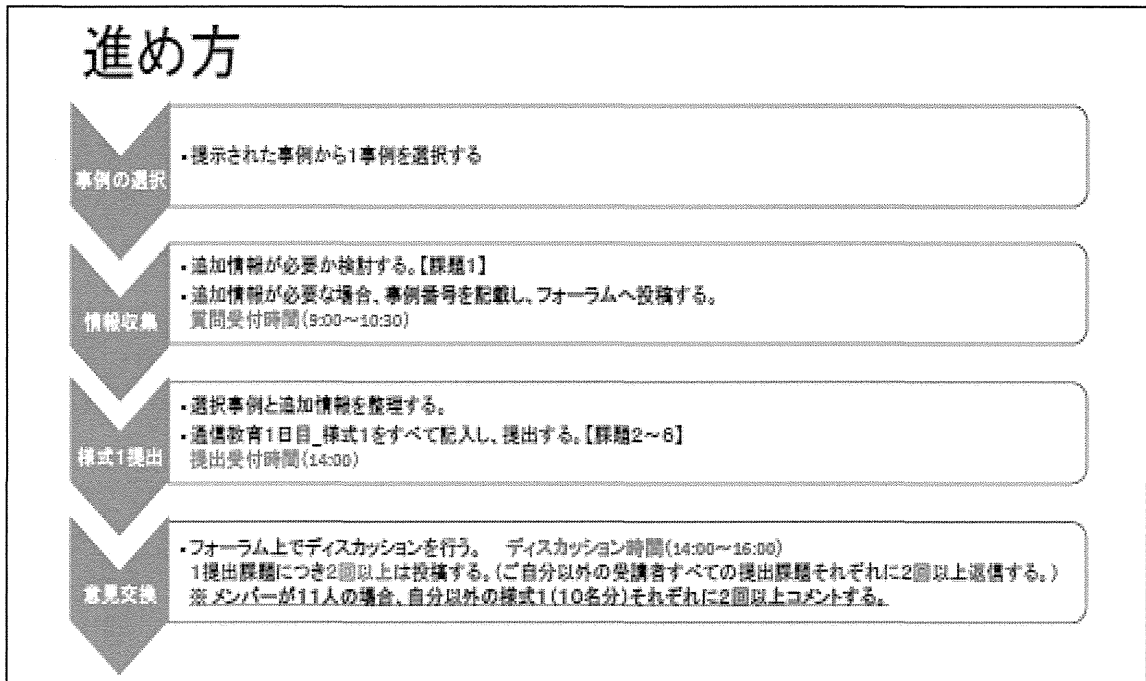 進め方
事例の選択
・提示された事例から1事例を選択する
情報収集
・追加情報が必要か検討する。【課題1】
・追加情報が必要な場合、事例番号を記載し、フォーラムへ投稿する。
質問受付時間(9:00～10:30)
様式1提出
・選択事例と追加情報を整理する。
・通信教育1日目_様式1をすべて記入し、提出する。【課題2～6】
提出受付時間(14:00)
意見交換
・フォーラム上でディスカッションを行う。 ディスカッション時間(14:00～16:00)
1提出課題につき2回以上は投稿する。(ご自分以外の受講者すべての提出課題それぞれに2回以上返信する。)
※メンバーが11人の場合、自分以外の様式1(10名分)それぞれに2回以上コメントする。